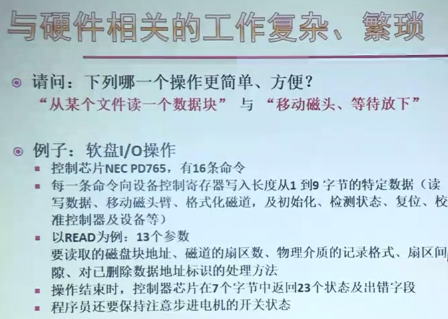 与硬件相关的工作复杂、繁琐
请问：下列哪一个操作更简单、方便？
“从某个文件读一个数据块” 与 “移动磁头、等待放下”
例子：软盘I/O操作
控制芯片NEC PD765，有16条命令
每一条命令向设备控制寄存器写入长度从1 到9 字节的特定数据（读
写数据、移动磁头臂、格式化磁道，及初始化、检测状态、复位、校
准控制器及设备等）
以READ为例：13个参数
要读取的磁盘块地址、磁道的扇区数、物理介质的记录格式、扇区间
隙、对已删除数据地址标识的处理方法
操作结束时，控制器芯片在7个字节中返回23个状态及出错字段
程序员还要保持注意步进电机的开关状态